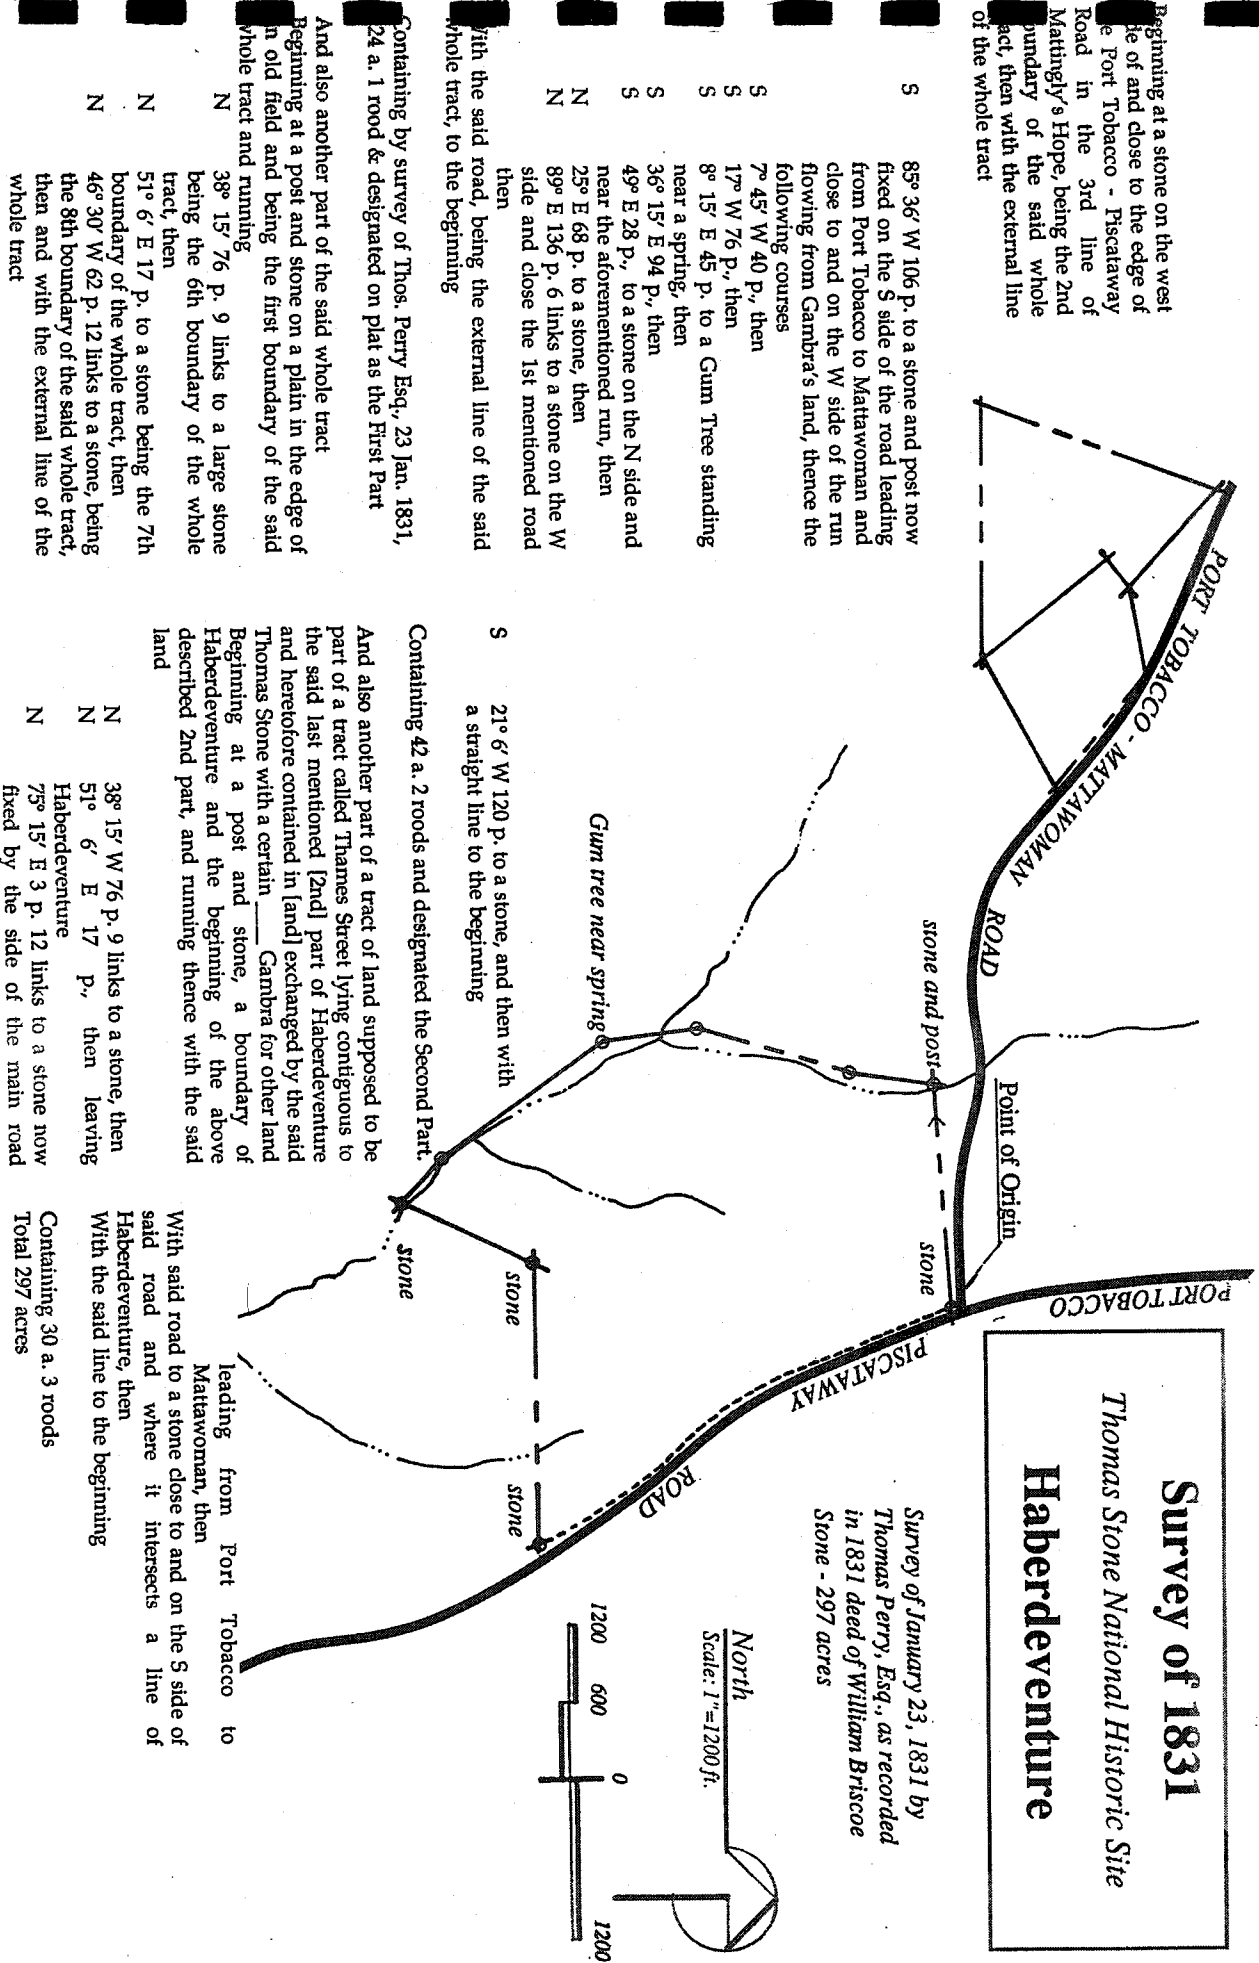 Survey of 1831
Thomas Stone National Historic Site
Haberdeventure
Survey of January 23, 1831 by
Thomas Perry, Esq., as recorded
in 1831 deed of William Briscoe
Stone - 297 acres
North
Scale: 1"=1200 ft.
1200 600 0 1200
PORT TOBACCO - MATTAWOMAN ROAD
PORT TOBACCO
PISCATAWAY
ROAD
Point of Origin
stone and post
stone
Gum tree near spring
stone
stone
stone
Beginning at a stone on the west
de of and close to the edge of
e Port Tobacco - Piscataway
Road in the 3rd line of
Mattingly's Hope, being the 2nd
oundary of the said whole
act, then with the external line
of the whole tract
S 85° 36' W 106 p. to a stone and post now
fixed on the S side of the road leading
from Port Tobacco to Mattawoman and
close to and on the W side of the run
flowing from Gambra's land, thence the
following courses
S 7° 45' W 40 p., then
S 17° W 76 p., then
S 8° 15' E 45 p. to a Gum Tree standing
near a spring, then
S 36° 15' E 94 p., then
S 49° E 28 p., to a stone on the N side and
near the aforementioned run, then
N 25° E 68 p. to a stone, then
N 89° E 136 p. 6 links to a stone on the W
side and close the 1st mentioned road
then
With the said road, being the external line of the said
whole tract, to the beginning
Containing by survey of Thos. Perry Esq., 23 Jan. 1831,
24 a. 1 rood & designated on plat as the First Part
And also another part of the said whole tract
Beginning at a post and stone on a plain in the edge of
n old field and being the first boundary of the said
whole tract and running
N 38° 15' 76 p. 9 links to a large stone
being the 6th boundary of the whole
tract, then
N 51° 6' E 17 p. to a stone being the 7th
boundary of the whole tract, then
N 46° 30' W 62 p. 12 links to a stone, being
the 8th boundary of the said whole tract,
then and with the external line of the
whole tract
S 21° 6' W 120 p. to a stone, and then with
a straight line to the beginning
Containing 42 a. 2 roods and designated the Second Part.
And also another part of a tract of land supposed to be
part of a tract called Thames Street lying contiguous to
the said last mentioned [2nd] part of Haberdeventure
and heretofore contained in [and] exchanged by the said
Thomas Stone with a certain ____ Gambra for other land
Beginning at a post and stone, a boundary of
Haberdeventure and the beginning of the above
described 2nd part, and running thence with the said
land
N 38° 15' W 76 p. 9 links to a stone, then
N 51° 6' E 17 p., then leaving
Haberdeventure
N 75° 15' E 3 p. 12 links to a stone now
fixed by the side of the main road
leading from Port Tobacco to
Mattawoman, then
With said road to a stone close to and on the S side of
said road and where it intersects a line of
Haberdeventure, then
With the said line to the beginning
Containing 30 a. 3 roods
Total 297 acres